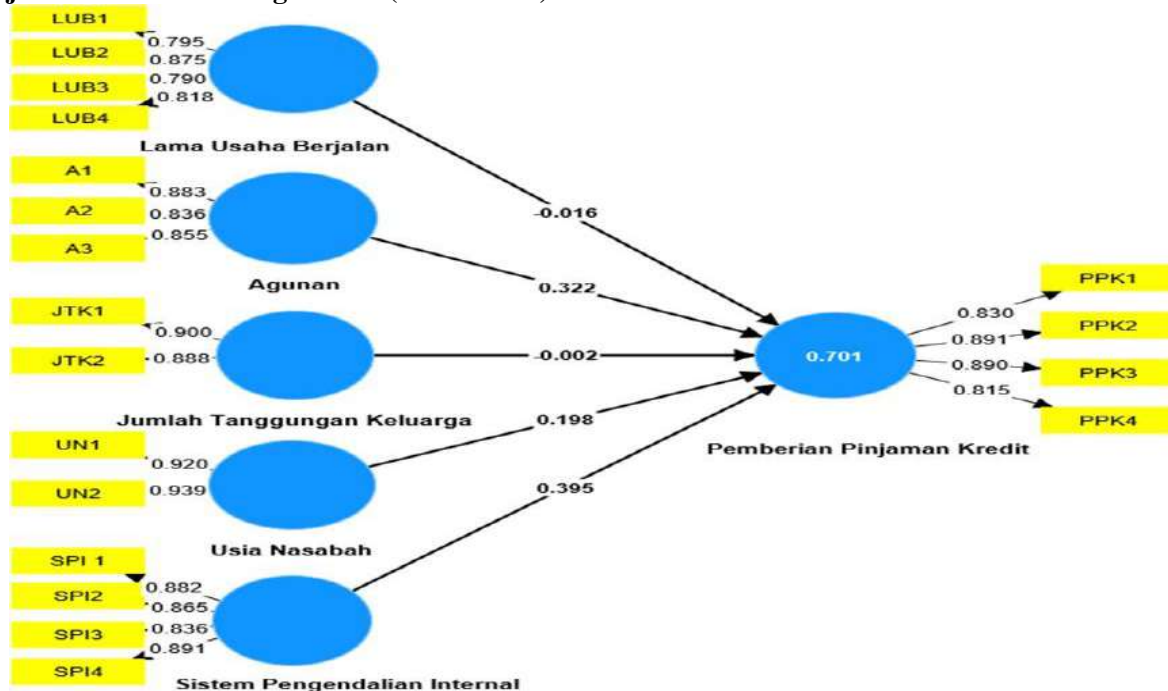 LUB1
0.795
LUB2
0.875
0.790
LUB3
0.818
LUB4
Lama Usaha Berjalan
A1
0.883
A2
0.836
0.855
A3
Agunan
JTK1
0.900
JTK2
0.888
Jumlah Tanggungan Keluarga
UN1
0.920
UN2
0.939
Usia Nasabah
SPI 1
0.882
SPI2
0.865
SPI3
0.836
0.891
SPI4
Sistem Pengendalian Internal
-0.016
0.322
-0.002
0.198
0.395
0.701
Pemberian Pinjaman Kredit
PPK1
0.830
PPK2
0.891
0.890
PPK3
0.815
PPK4